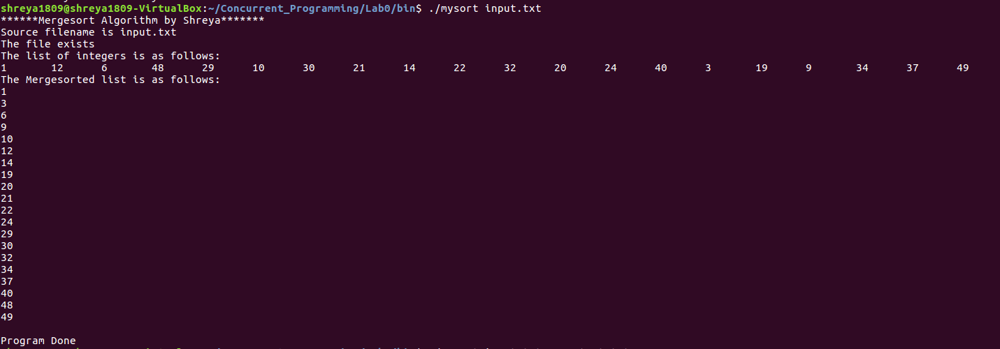 shreya1809@shreya1809-VirtualBox:~/Concurrent_Programming/Lab0/bin$ ./mysort input.txt
******Mergesort Algorithm by Shreya*******
Source filename is input.txt
The file exists
The list of integers is as follows:
1 12 6 48 29 10 30 21 14 22 32 20 24 40 3 19 9 34 37 49
The Mergesorted list is as follows:
1
3
6
9
10
12
14
19
20
21
22
24
29
30
32
34
37
40
48
49
Program Done